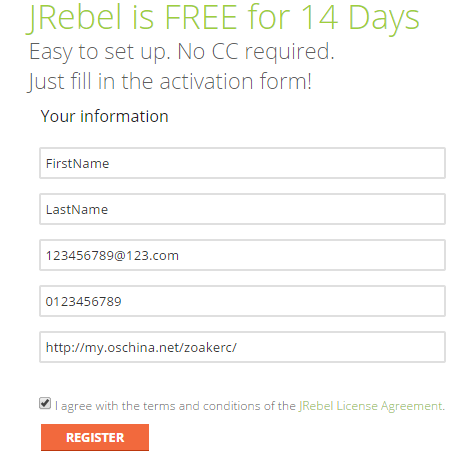 JRebel is FREE for 14 Days
Easy to set up. No CC required.
Just fill in the activation form!
Your information
FirstName
LastName
123456789@123.com
0123456789
http://my.oschina.net/zoakerc/
I agree with the terms and conditions of the JRebel License Agreement.
REGISTER